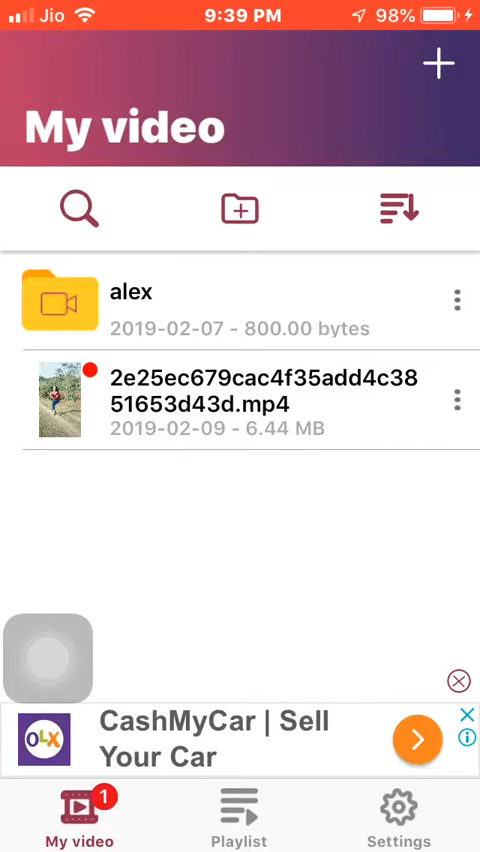 Jio 9:39 PM 98%
My video
alex
2019-02-07 - 800.00 bytes
2e25ec679cac4f35add4c38
51653d43d.mp4
2019-02-09 - 6.44 MB
OLX
CashMyCar | Sell
Your Car
1
My video Playlist Settings